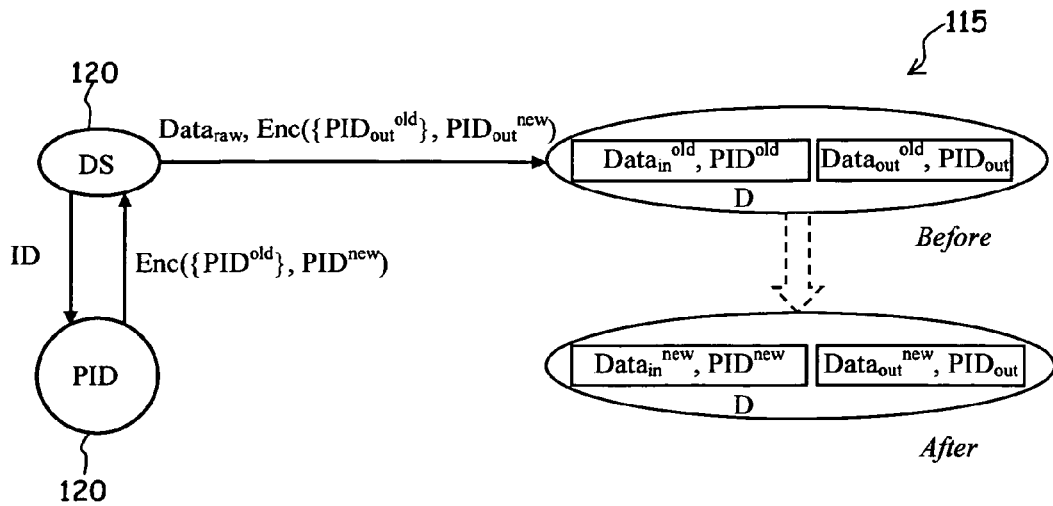 115
120
Data_raw, Enc({PID_out^old}, PID_out^new)
DS
Data_in^old, PID^old
Data_out^old, PID_out
D
Before
ID
Enc({PID^old}, PID^new)
PID
Data_in^new, PID^new
Data_out^new, PID_out
D
After
120